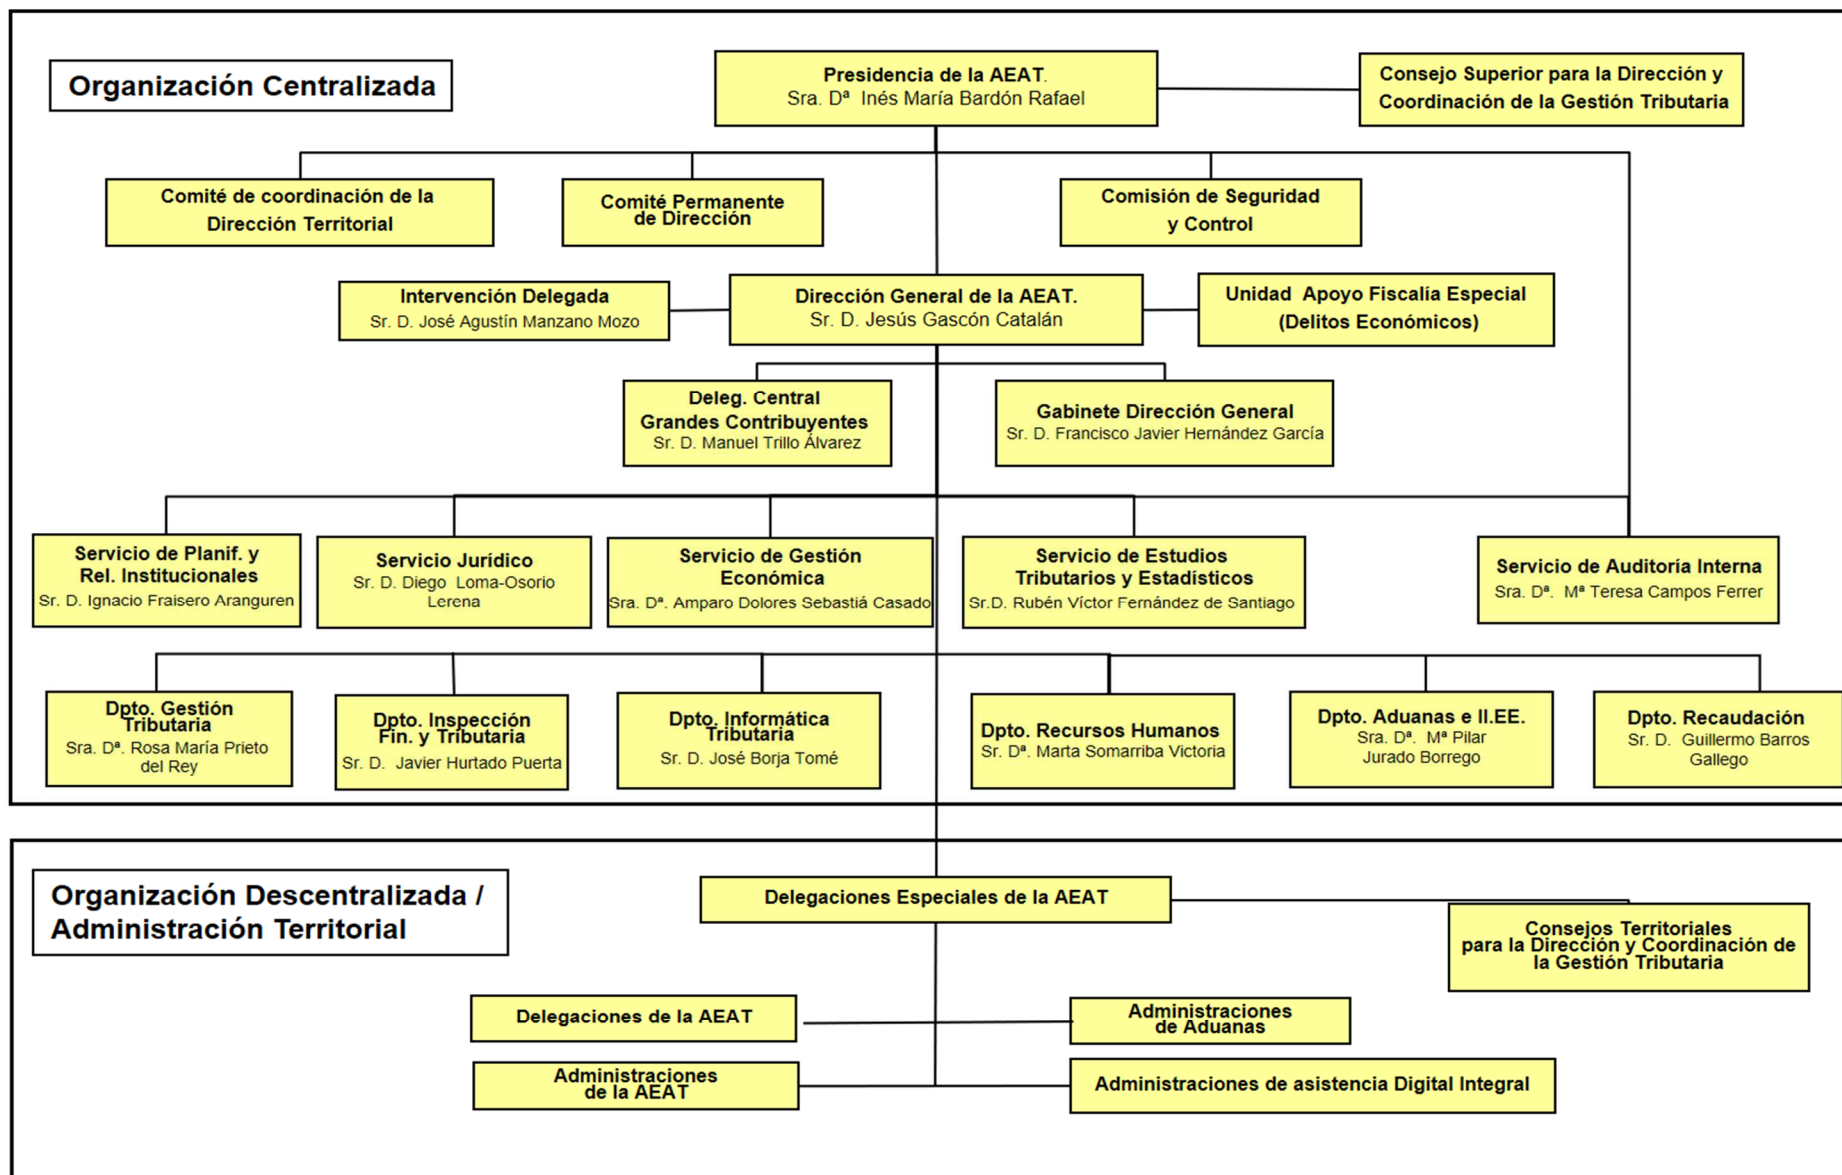 Organización Centralizada
Presidencia de la AEAT.
Sra. Dª Inés María Bardón Rafael
Consejo Superior para la Dirección y
Coordinación de la Gestión Tributaria
Comité de coordinación de la
Dirección Territorial
Comité Permanente
de Dirección
Comisión de Seguridad
y Control
Intervención Delegada
Sr. D. José Agustín Manzano Mozo
Dirección General de la AEAT.
Sr. D. Jesús Gascón Catalán
Unidad Apoyo Fiscalía Especial
(Delitos Económicos)
Deleg. Central
Grandes Contribuyentes
Sr. D. Manuel Trillo Álvarez
Gabinete Dirección General
Sr. D. Francisco Javier Hernández García
Servicio de Planif. y
Rel. Institucionales
Sr. D. Ignacio Fraisero Aranguren
Servicio Jurídico
Sr. D. Diego Loma-Osorio
Lerena
Servicio de Gestión
Económica
Sra. Dª. Amparo Dolores Sebastiá Casado
Servicio de Estudios
Tributarios y Estadísticos
Sr.D. Rubén Víctor Fernández de Santiago
Servicio de Auditoría Interna
Sra. Dª. Mª Teresa Campos Ferrer
Dpto. Gestión
Tributaria
Sra. Dª. Rosa María Prieto
del Rey
Dpto. Inspección
Fin. y Tributaria
Sr. D. Javier Hurtado Puerta
Dpto. Informática
Tributaria
Sr. D. José Borja Tomé
Dpto. Recursos Humanos
Sr. Dª. Marta Somarriba Victoria
Dpto. Aduanas e II.EE.
Sra. Dª. Mª Pilar
Jurado Borrego
Dpto. Recaudación
Sr. D. Guillermo Barros
Gallego
Organización Descentralizada /
Administración Territorial
Delegaciones Especiales de la AEAT
Consejos Territoriales
para la Dirección y Coordinación de
la Gestión Tributaria
Delegaciones de la AEAT
Administraciones
de Aduanas
Administraciones
de la AEAT
Administraciones de asistencia Digital Integral